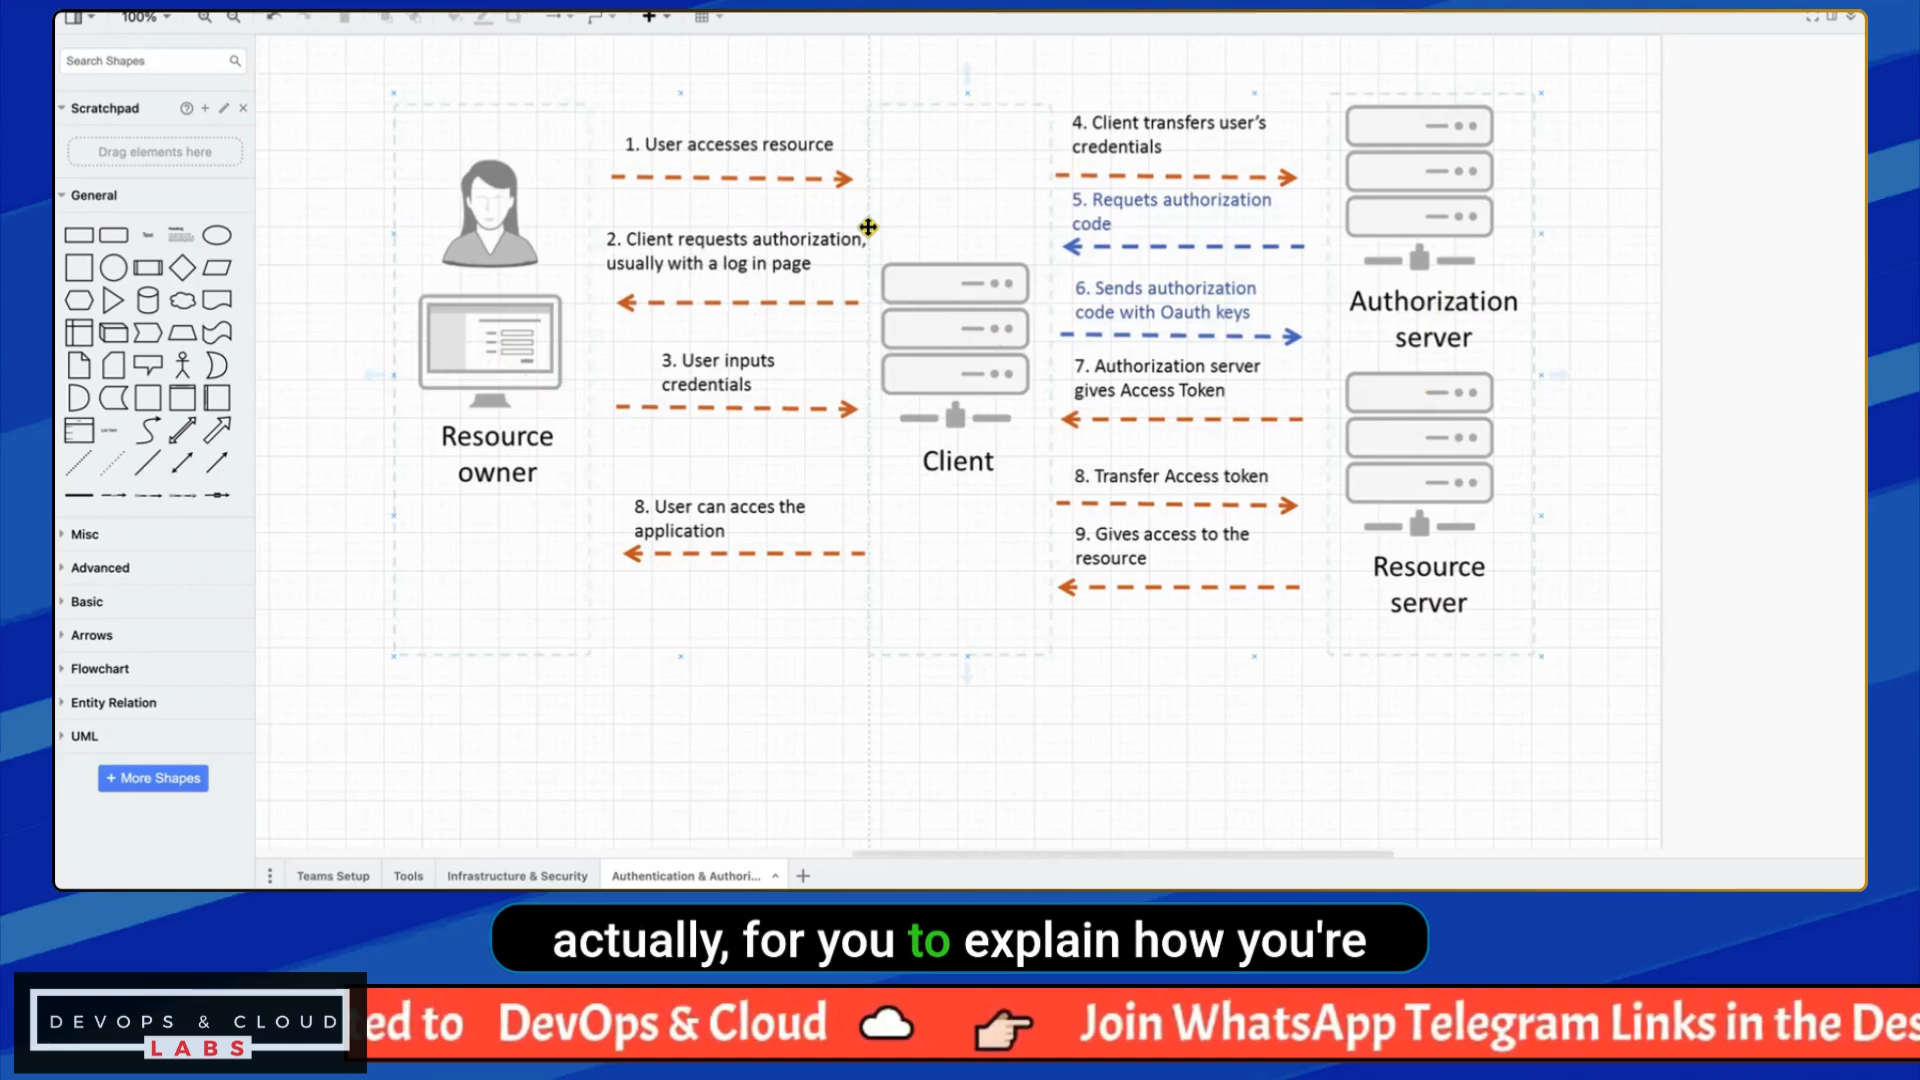 100%
Search Shapes
Scratchpad
Drag elements here
General
Text
Heading
List Item
Misc
Advanced
Basic
Arrows
Flowchart
Entity Relation
UML
+ More Shapes
1. User accesses resource
2. Client requests authorization,
usually with a log in page
3. User inputs
credentials
8. User can acces the
application
Resource
owner
Client
4. Client transfers user's
credentials
5. Requets authorization
code
6. Sends authorization
code with Oauth keys
7. Authorization server
gives Access Token
8. Transfer Access token
9. Gives access to the
resource
Authorization
server
Resource
server
Teams Setup
Tools
Infrastructure & Security
Authentication & Authori...
actually, for you to explain how you're
DEVOPS & CLOUD
LABS
ed to DevOps & Cloud
Join WhatsApp Telegram Links in the Des